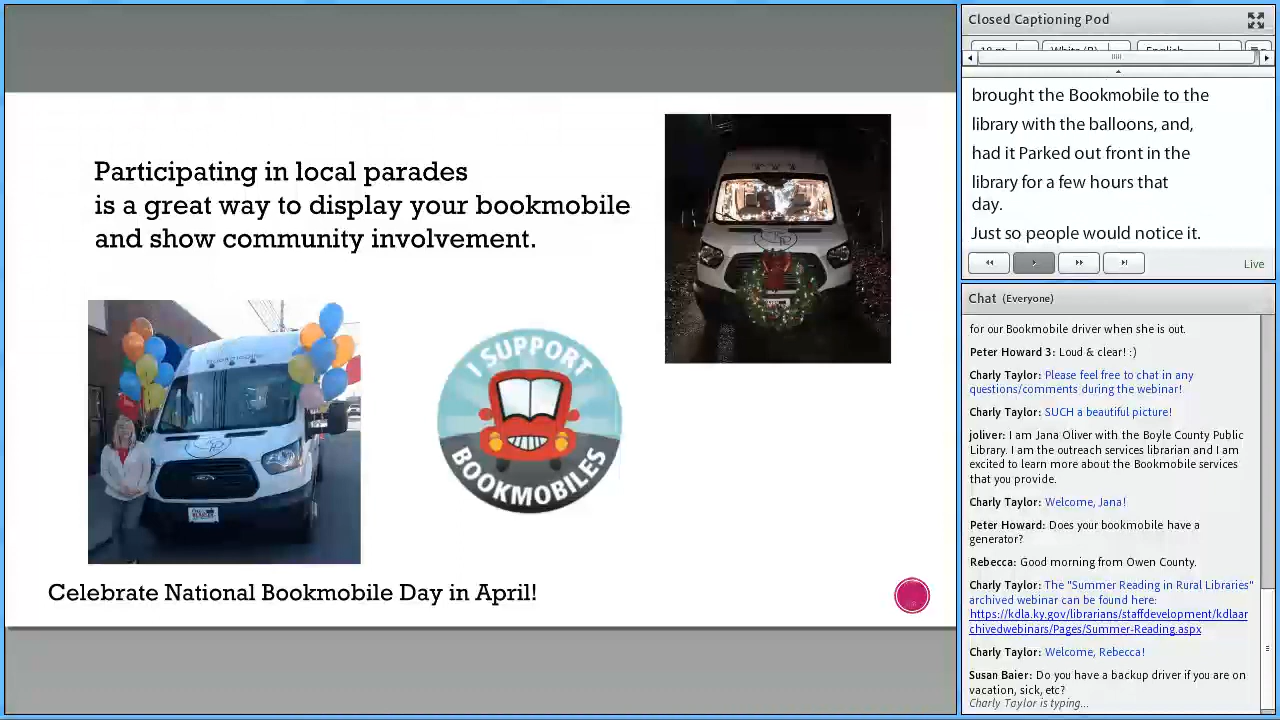 Participating in local parades
is a great way to display your bookmobile
and show community involvement.
I SUPPORT
BOOKMOBILES
Celebrate National Bookmobile Day in April!
Closed Captioning Pod
English
brought the Bookmobile to the
library with the balloons, and,
had it Parked out front in the
library for a few hours that
day.
Just so people would notice it.
Live
Chat (Everyone)
for our Bookmobile driver when she is out.
Peter Howard 3: Loud & clear! :)
Charly Taylor: Please feel free to chat in any
questions/comments during the webinar!
Charly Taylor: SUCH a beautiful picture!
joliver: I am Jana Oliver with the Boyle County Public
Library. I am the outreach services librarian and I am
excited to learn more about the Bookmobile services
that you provide.
Charly Taylor: Welcome, Jana!
Peter Howard: Does your bookmobile have a
generator?
Rebecca: Good morning from Owen County.
Charly Taylor: The "Summer Reading in Rural Libraries"
archived webinar can be found here:
https://kdla.ky.gov/librarians/staffdevelopment/kdlaar
chivedwebinars/Pages/Summer-Reading.aspx
Charly Taylor: Welcome, Rebecca!
Susan Baier: Do you have a backup driver if you are on
vacation, sick, etc?
Charly Taylor is typing...